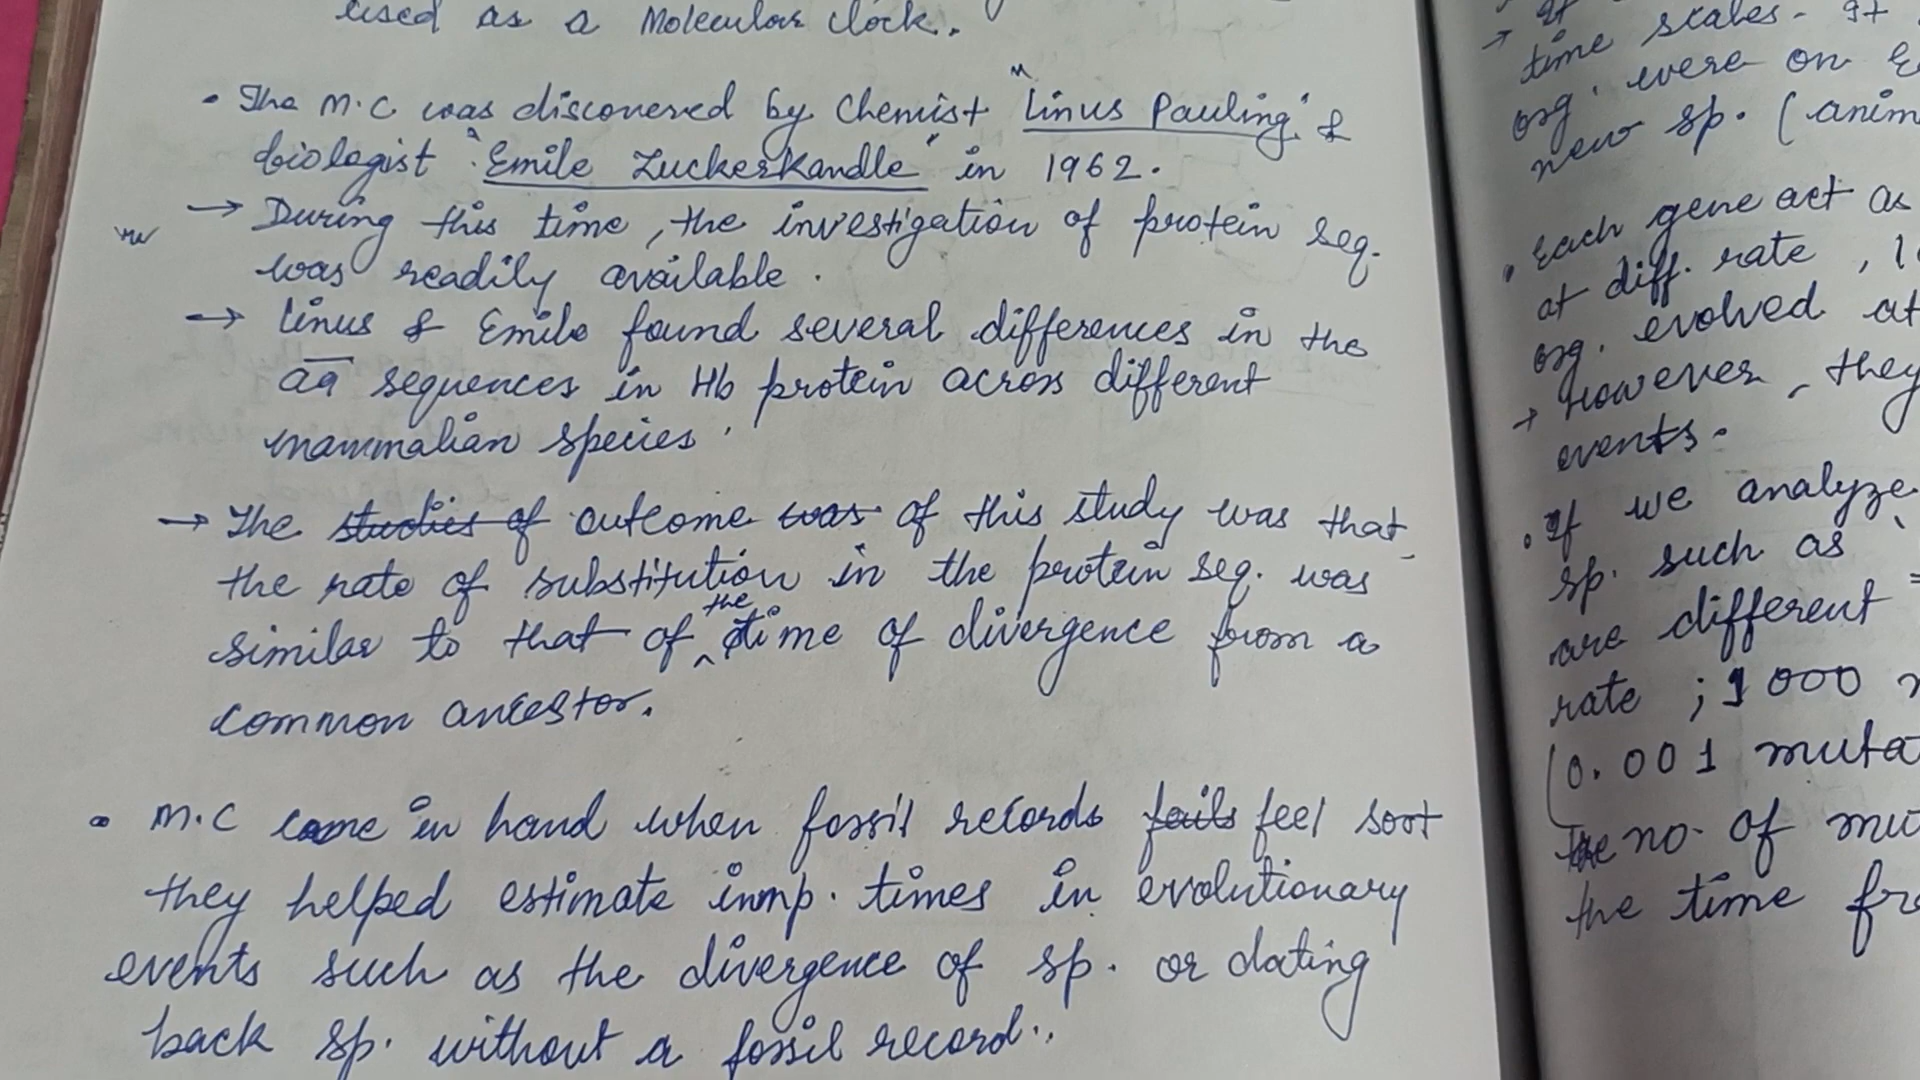 used as a Molecular clock.
• The M.C was discovered by Chemist "Linus Pauling" &
biologist "Emile Zuckerkandle" in 1962.
→ During this time, the investigation of protein seq.
was readily available.
→ Linus & Emile found several differences in the
aa sequences in Hb protein across different
mammalian species.
→ The studies of outcome was of this study was that
the rate of substitution in the protein seq. was
similar to that of the time of divergence from a
common ancestor.
• M.C came in hand when fossil records fails feel sort
they helped estimate inmp. times in evolutionary
events such as the divergence of sp. or dating
back sp. without a fossil record.
→ time scales. It
org. were on
new sp. (anim
• Each gene act as
at diff. rate, 1
org. evolved at
→ However, they
events.
• If we analyze
sp. such as
are different =
rate ; 1000
(0.001 muta
the no. of mu
the time fr